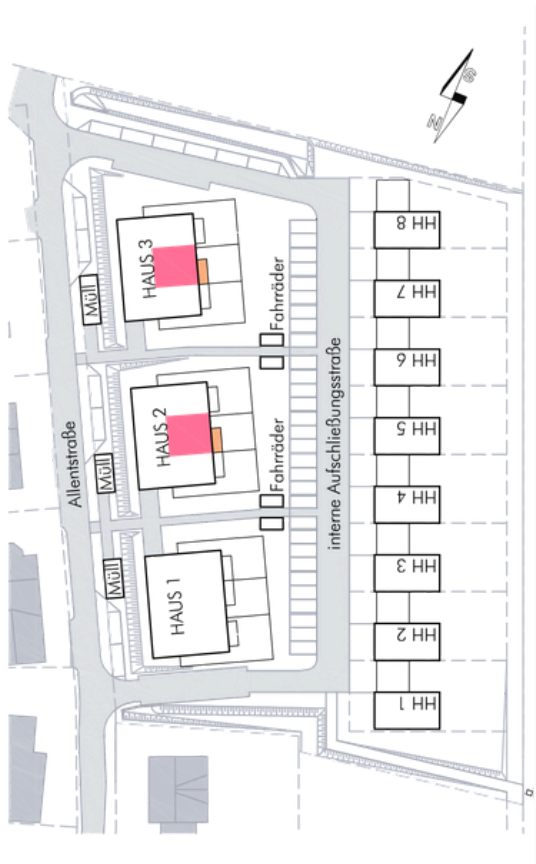 S
N
HAUS 3
Müll
Fahrräder
HH 8
HH 7
HH 6
HAUS 2
Müll
Fahrräder
Allentstraße
interne Aufschließungsstraße
HH 5
HH 4
HAUS 1
Müll
HH 3
HH 2
HH 1